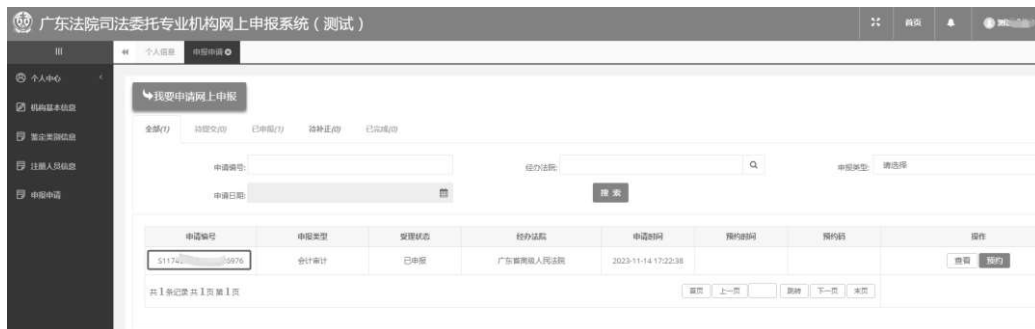 广东法院司法委托专业机构网上申报系统（测试）
首页
个人信息
申报申请
个人中心
机构基本信息
鉴定类别信息
注册人员信息
申报申请
我要申请网上申报
全部(1) 待提交(0) 已申报(1) 待补正(0) 已完成(0)
申请编号: 经办法院: 申报类型: 请选择
申请日期: 搜 索
申请编号 申报类型 受理状态 经办法院 申请时间 预约时间 预约码 操作
会计审计 已申报 广东省高级人民法院 2023-11-14 17:22:38 查看 预约
共1条记录 共1页 第1页 首页 上一页 跳转 下一页 末页